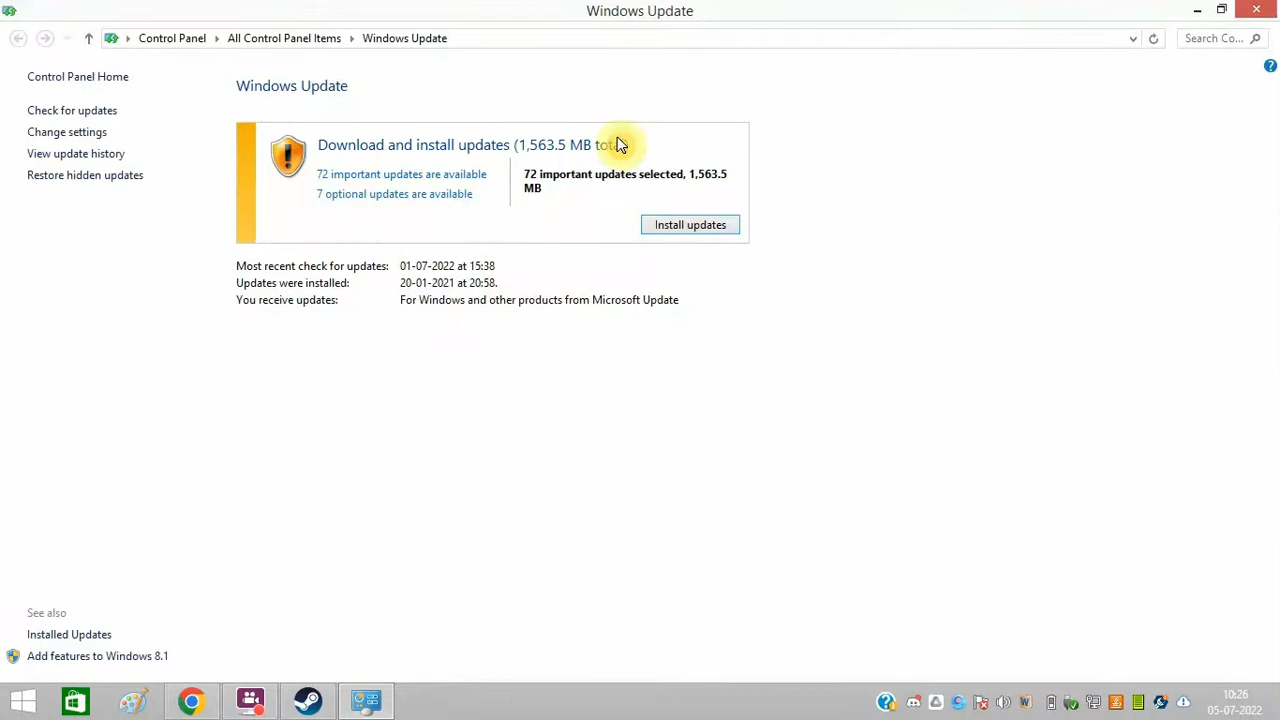 Windows Update
Control Panel
All Control Panel Items
Windows Update
Search Co...
Control Panel Home
Check for updates
Change settings
View update history
Restore hidden updates
Windows Update
Download and install updates (1,563.5 MB total)
72 important updates are available
7 optional updates are available
72 important updates selected, 1,563.5
MB
Install updates
Most recent check for updates: 01-07-2022 at 15:38
Updates were installed: 20-01-2021 at 20:58.
You receive updates: For Windows and other products from Microsoft Update
See also
Installed Updates
Add features to Windows 8.1
10:26
05-07-2022